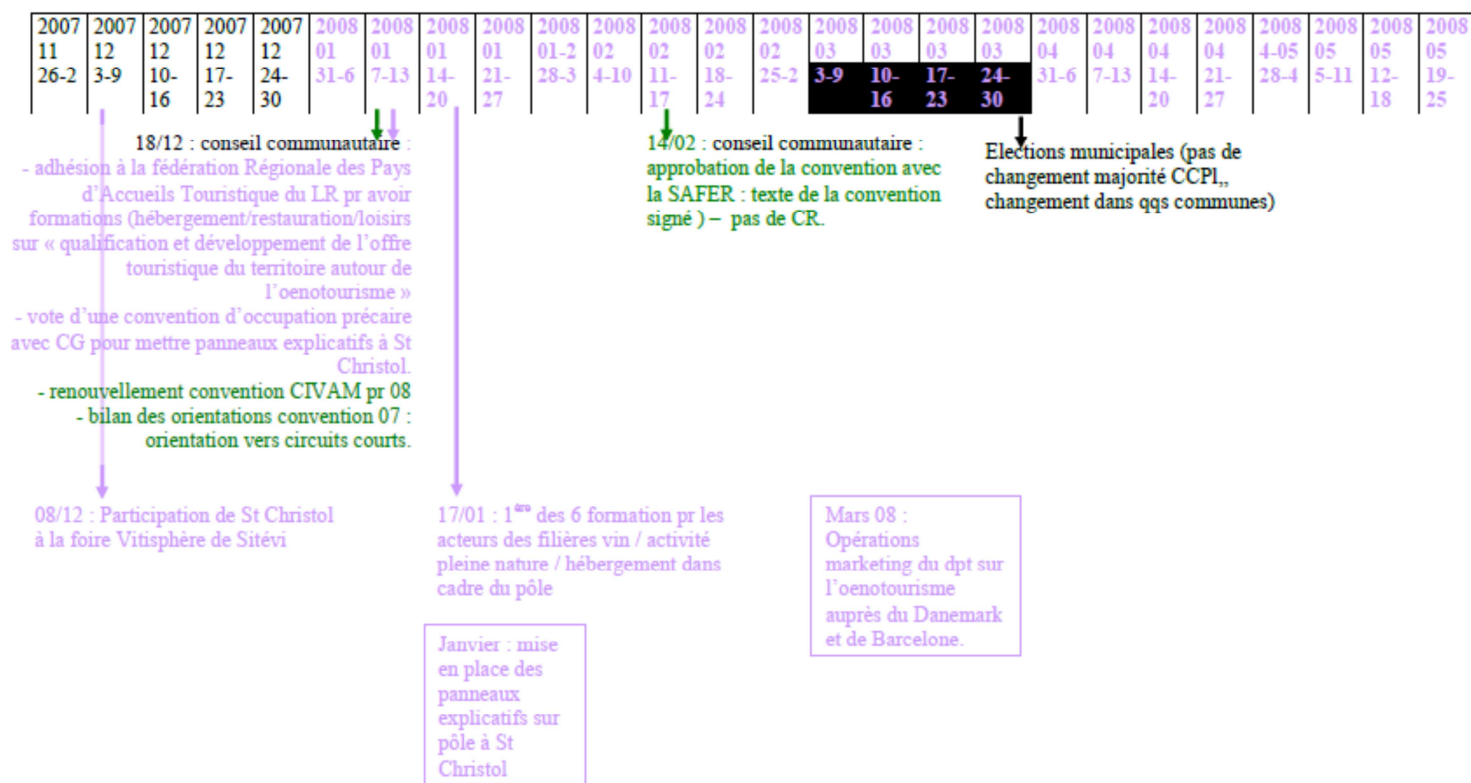 2007 2007 2007 2007 2007 2008 2008 2008 2008 2008 2008 2008 2008 2008 2008 2008 2008 2008 2008 2008 2008 2008 2008 2008 2008 2008
11 12 12 12 12 01 01 01 01 01-2 02 02 02 02 03 03 03 03 04 04 04 04 4-05 05 05 05
26-2 3-9 10- 17- 24- 31-6 7-13 14- 21- 28-3 4-10 11- 18- 25-2 3-9 10- 17- 24- 31-6 7-13 14- 21- 28-4 5-11 12- 19-
16 23 30 20 27 17 24 16 23 30 20 27 18 25
18/12 : conseil communautaire :
- adhésion à la fédération Régionale des Pays
d'Accueils Touristique du LR pr avoir
formations (hébergement/restauration/loisirs
sur « qualification et développement de l'offre
touristique du territoire autour de
l'oenotourisme »
- vote d'une convention d'occupation précaire
avec CG pour mettre panneaux explicatifs à St
Christol.
- renouvellement convention CIVAM pr 08
- bilan des orientations convention 07 :
orientation vers circuits courts.
14/02 : conseil communautaire :
approbation de la convention avec
la SAFER : texte de la convention
signé ) – pas de CR.
Elections municipales (pas de
changement majorité CCPl,,
changement dans qqs communes)
08/12 : Participation de St Christol
à la foire Vitisphère de Sitévi
17/01 : 1ère des 6 formation pr les
acteurs des filières vin / activité
pleine nature / hébergement dans
cadre du pôle
Janvier : mise
en place des
panneaux
explicatifs sur
pôle à St
Christol
Mars 08 :
Opérations
marketing du dpt sur
l'oenotourisme
auprès du Danemark
et de Barcelone.